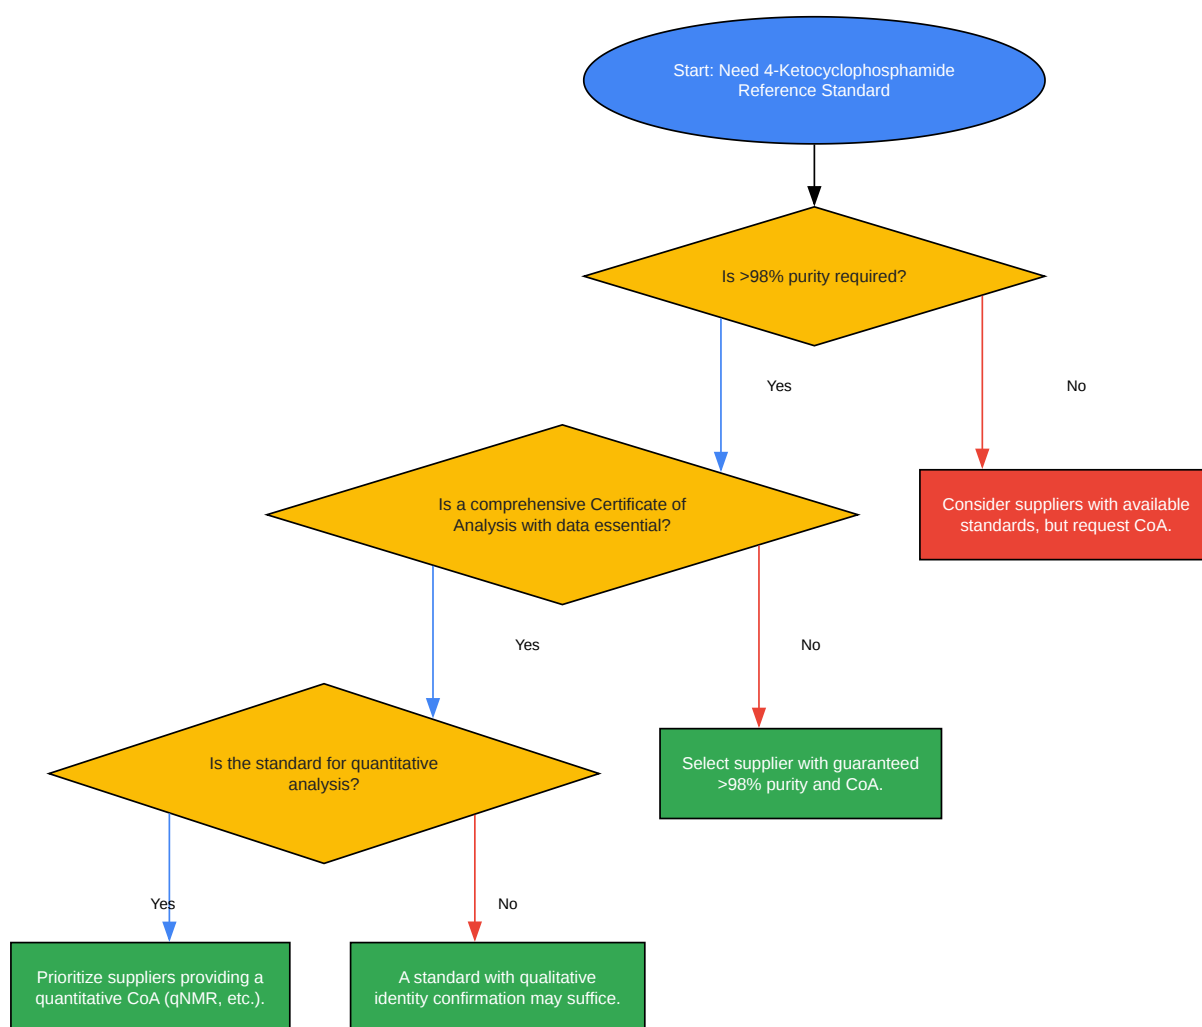 Start: Need 4-Ketocyclophosphamide
Reference Standard
Is >98% purity required?
Yes
No
Is a comprehensive Certificate of
Analysis with data essential?
Consider suppliers with available
standards, but request CoA.
Yes
No
Is the standard for quantitative
analysis?
Select supplier with guaranteed
>98% purity and CoA.
Yes
No
Prioritize suppliers providing a
quantitative CoA (qNMR, etc.).
A standard with qualitative
identity confirmation may suffice.